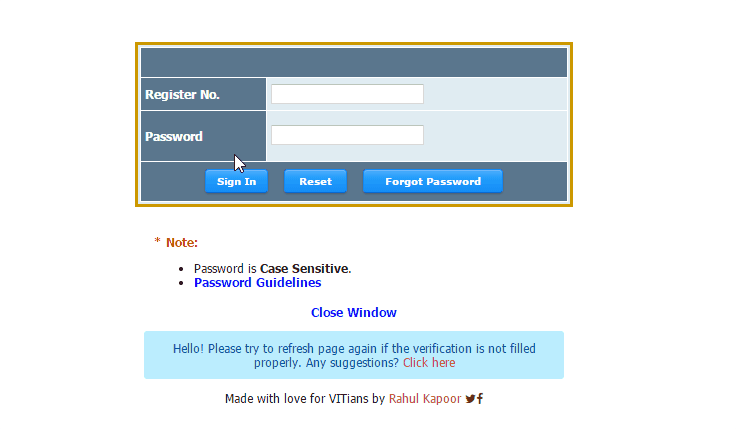 Register No.
Password
Sign In Reset Forgot Password
* Note:
Password is Case Sensitive.
Password Guidelines
Close Window
Hello! Please try to refresh page again if the verification is not filled
properly. Any suggestions? Click here
Made with love for VITians by Rahul Kapoor